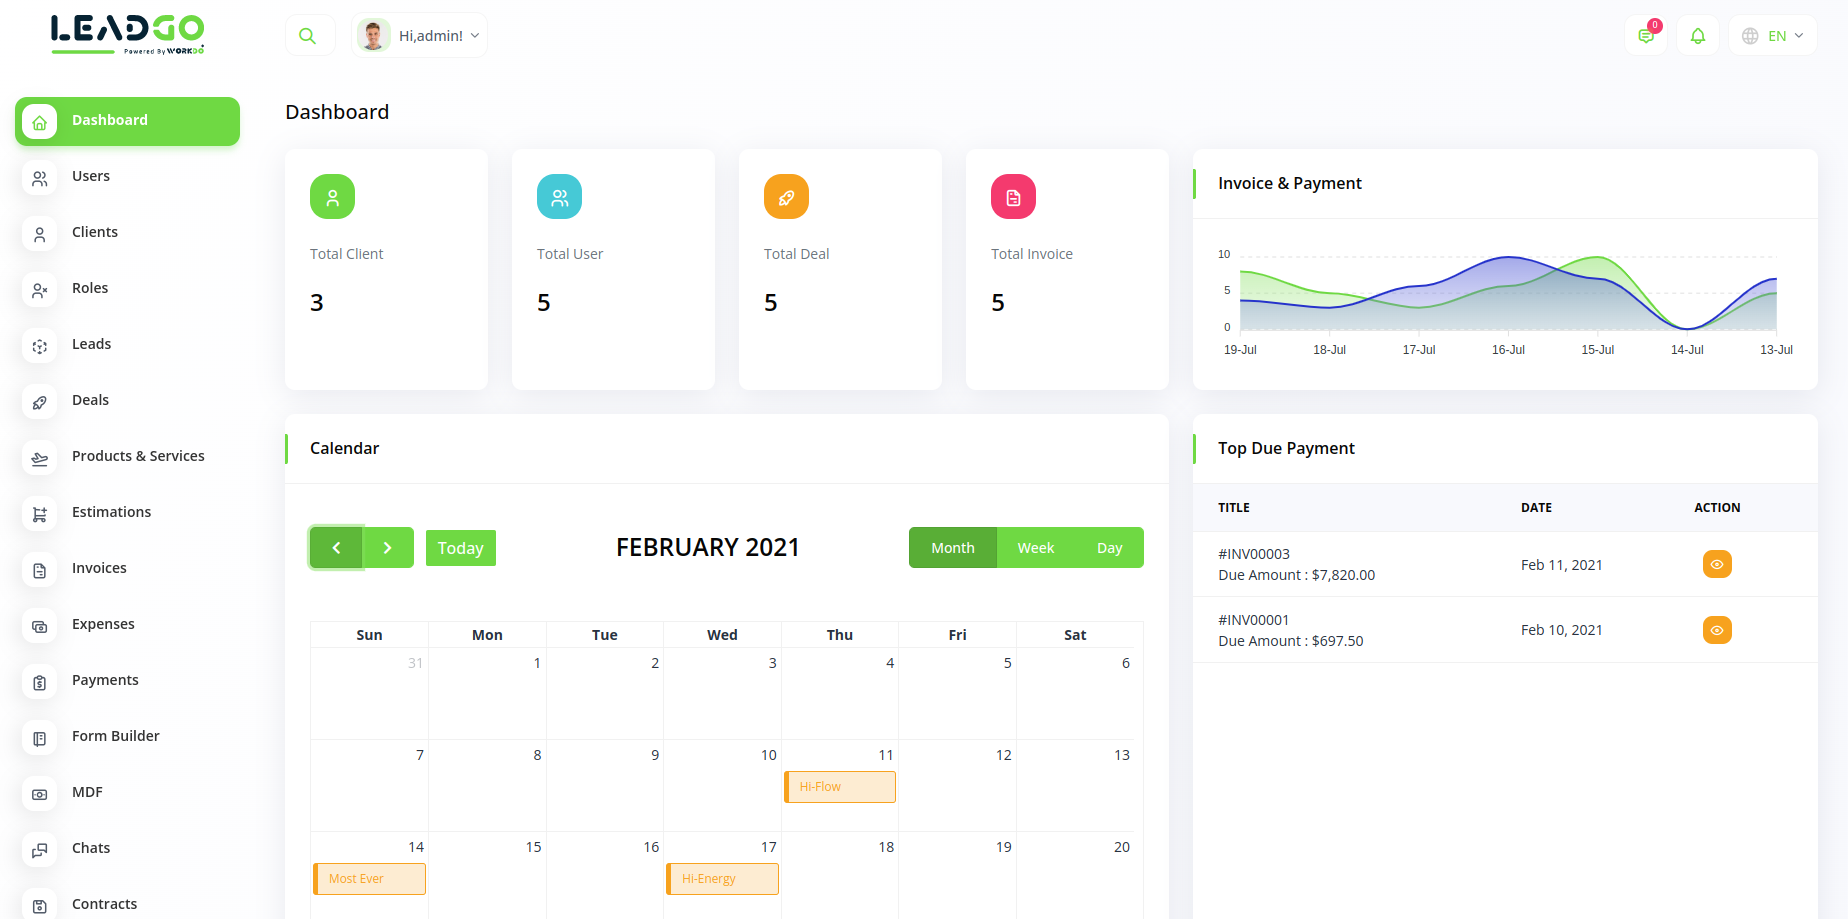 LEADGO
Powered By WORKDO
Hi,admin!
0
EN
Dashboard
Users
Clients
Roles
Leads
Deals
Products & Services
Estimations
Invoices
Expenses
Payments
Form Builder
MDF
Chats
Contracts
Dashboard
Total Client
3
Total User
5
Total Deal
5
Total Invoice
5
Invoice & Payment
10
5
0
19-Jul 18-Jul 17-Jul 16-Jul 15-Jul 14-Jul 13-Jul
Calendar
Today
FEBRUARY 2021
Month Week Day
Sun Mon Tue Wed Thu Fri Sat
31 1 2 3 4 5 6
7 8 9 10 11 12 13
Hi-Flow
14 15 16 17 18 19 20
Most Ever Hi-Energy
Top Due Payment
TITLE DATE ACTION
#INV00003
Due Amount : $7,820.00 Feb 11, 2021
#INV00001
Due Amount : $697.50 Feb 10, 2021